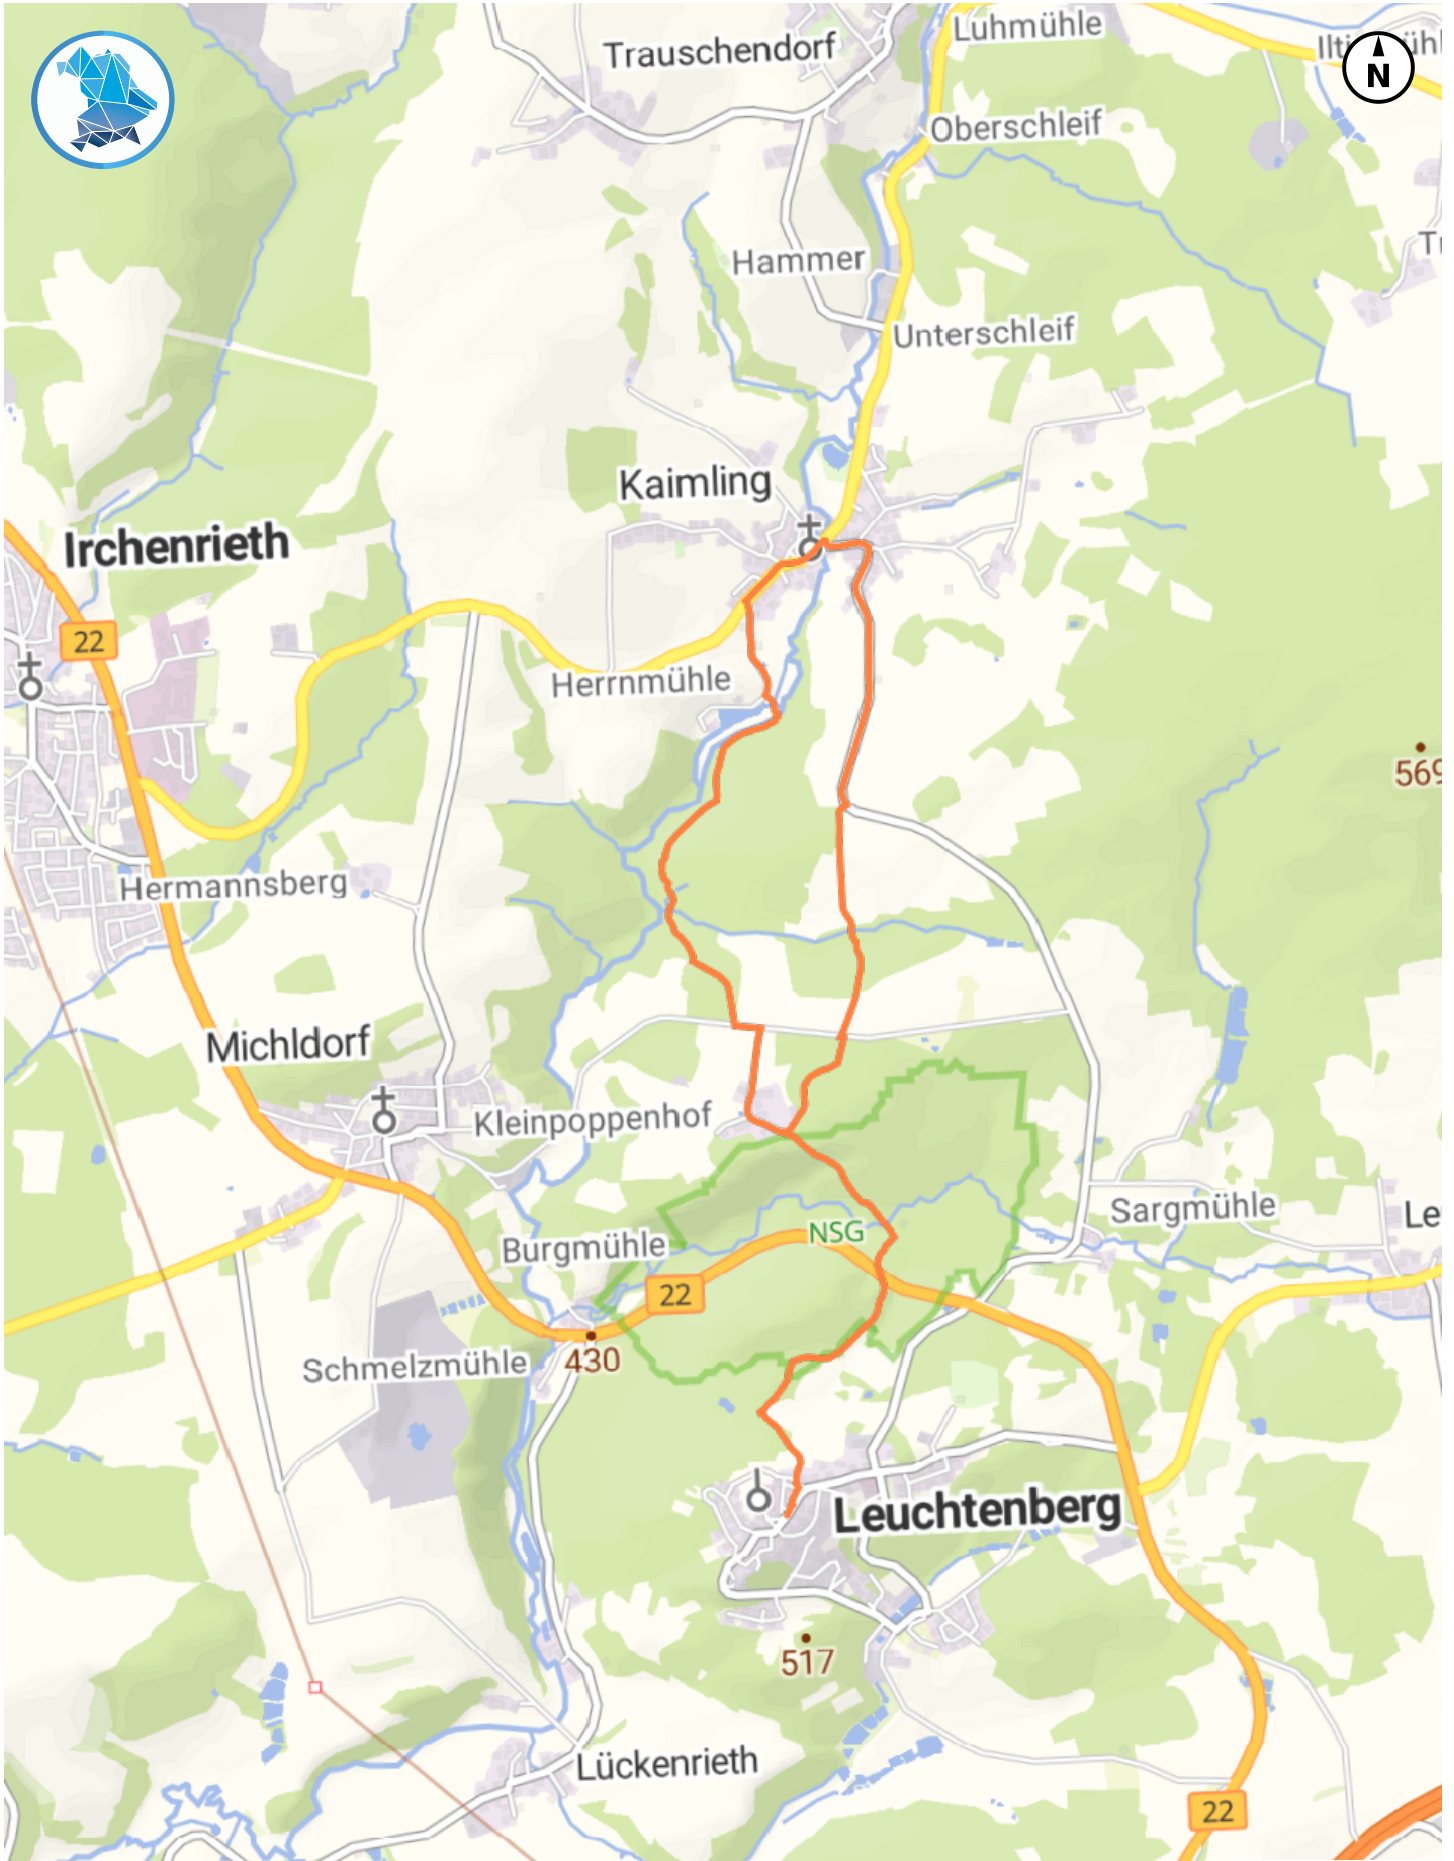 Luhmühle
Trauschendorf
N
Oberschleif
Hammer
Unterschleif
Kaimling
Irchenrieth
22
Herrnmühle
569
Hermannsberg
Michldorf
Kleinpoppenhof
Sargmühle
NSG
Burgmühle
22
430
Schmelzmühle
Leuchtenberg
517
Lückenrieth
22